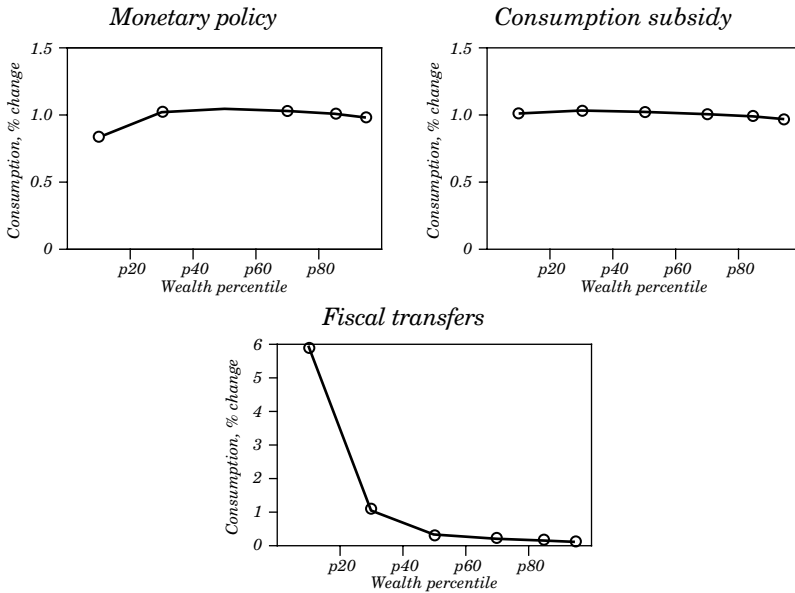 Monetary policy
Consumption, % change
1.5
1.0
0.5
0
p20 p40 p60 p80
Wealth percentile
Consumption subsidy
Consumption, % change
1.5
1.0
0.5
0
p20 p40 p60 p80
Wealth percentile
Fiscal transfers
Consumption, % change
6
5
4
3
2
1
0
p20 p40 p60 p80
Wealth percentile